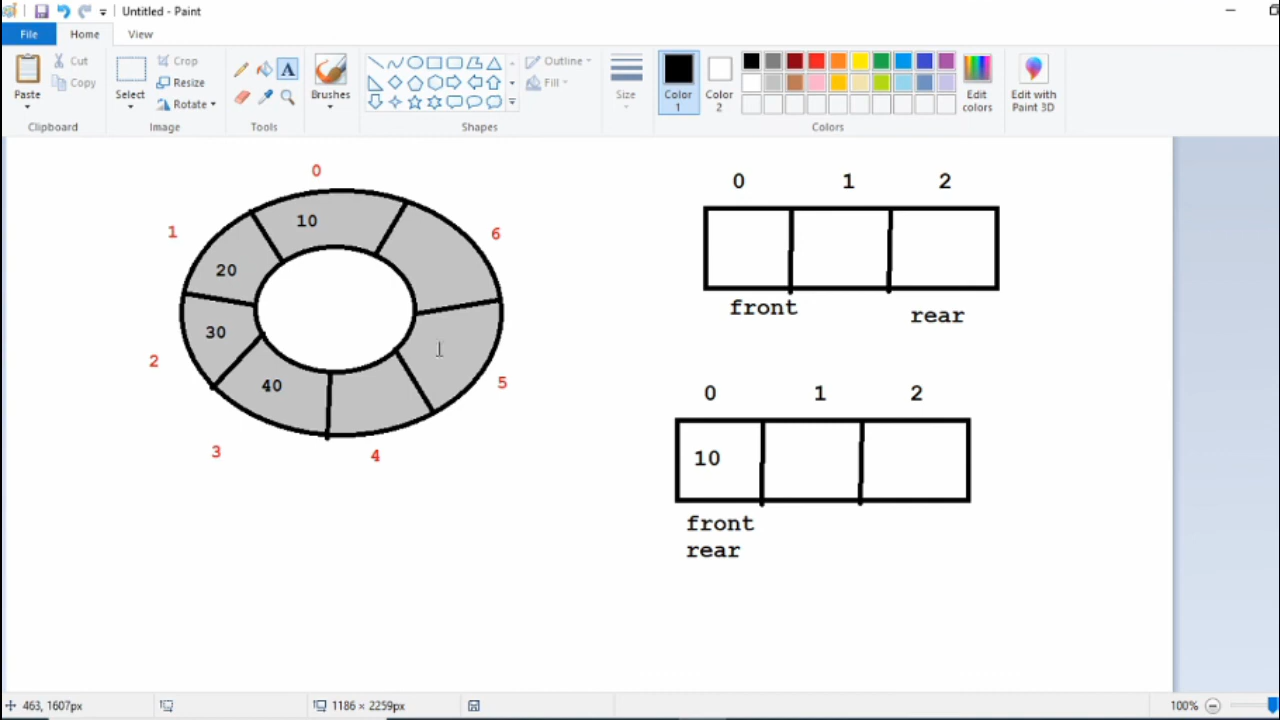 Untitled - Paint
File Home View
Paste
Cut
Copy
Clipboard
Select
Crop
Resize
Rotate
Image
Tools
Brushes
Shapes
Outline
Fill
Size
Color 1
Color 2
Colors
Edit colors
Edit with Paint 3D
0
1
2
3
4
5
6
10
20
30
40
0 1 2
front rear
0 1 2
10
front
rear
463, 1607px
1186 × 2259px
100%